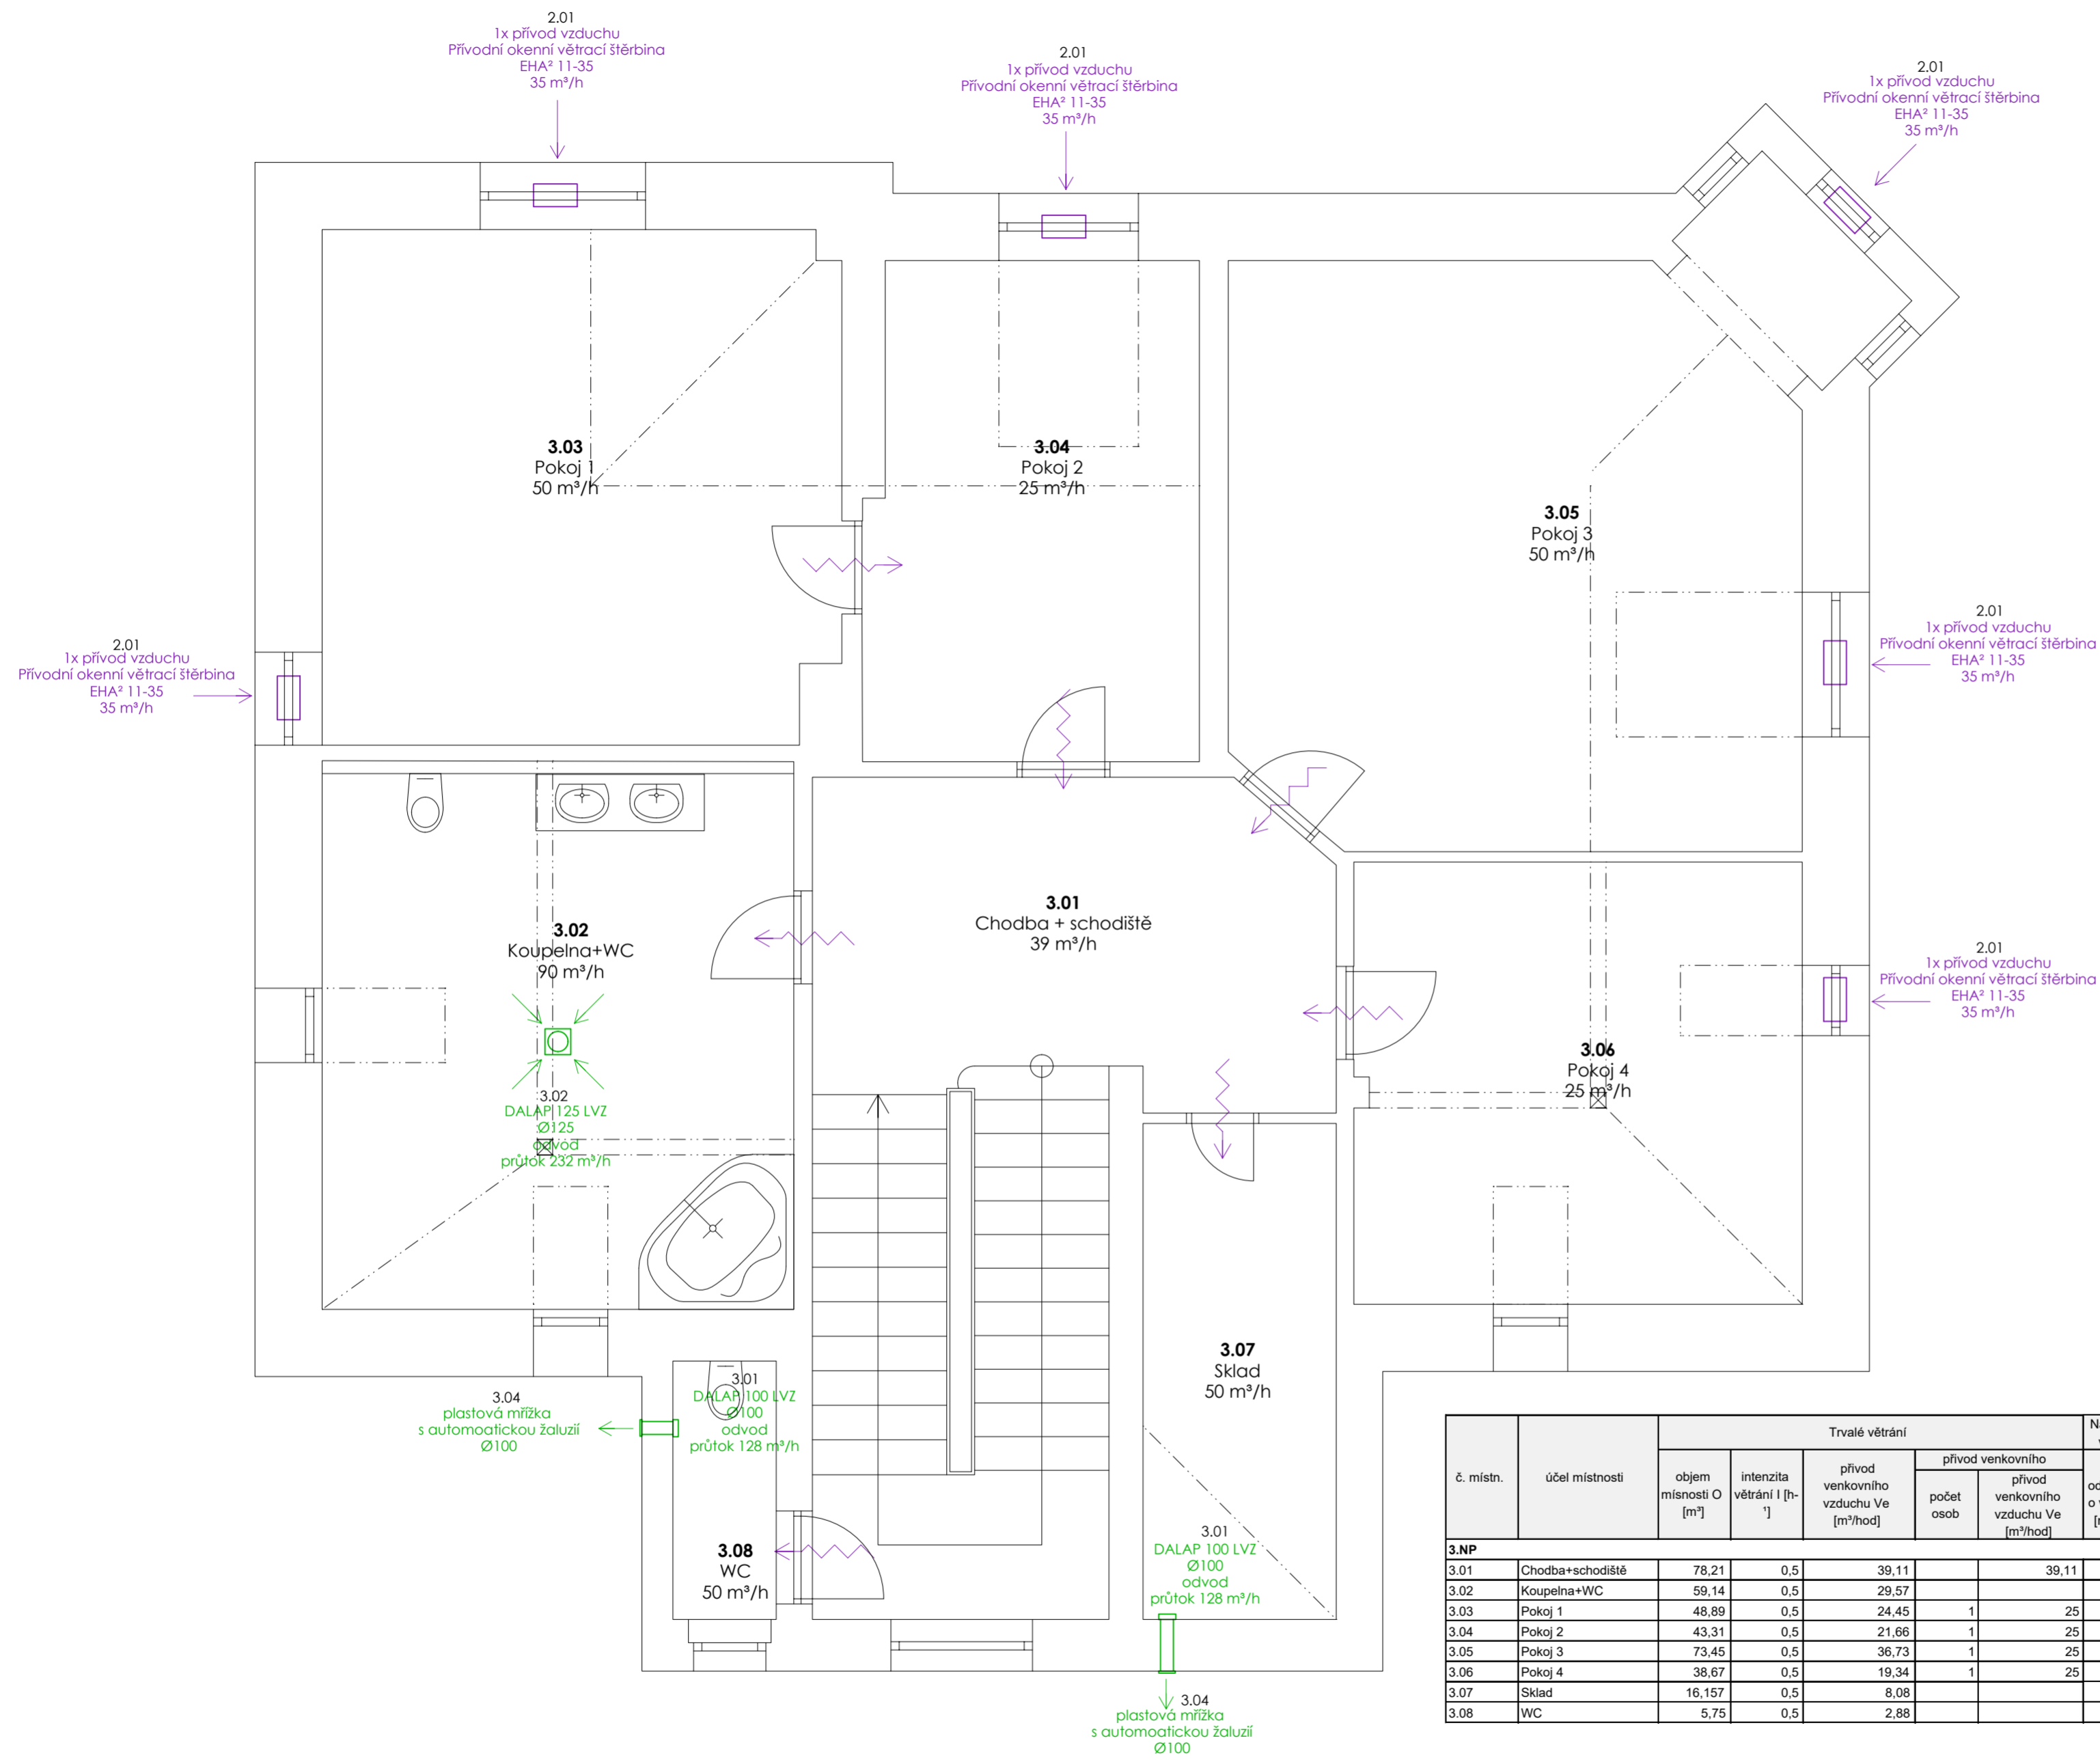 2.01
1x přívod vzduchu
Přívodní okenní větrací štěrbina
EHA² 11-35
35 m³/h
2.01
1x přívod vzduchu
Přívodní okenní větrací štěrbina
EHA² 11-35
35 m³/h
2.01
1x přívod vzduchu
Přívodní okenní větrací štěrbina
EHA² 11-35
35 m³/h
3.03
Pokoj 1
50 m³/h
3.04
Pokoj 2
25 m³/h
3.05
Pokoj 3
50 m³/h
2.01
1x přívod vzduchu
Přívodní okenní větrací štěrbina
EHA² 11-35
35 m³/h
2.01
1x přívod vzduchu
Přívodní okenní větrací štěrbina
EHA² 11-35
35 m³/h
3.02
Koupelna+WC
90 m³/h
3.01
Chodba + schodiště
39 m³/h
2.01
1x přívod vzduchu
Přívodní okenní větrací štěrbina
EHA² 11-35
35 m³/h
3.06
Pokoj 4
25 m³/h
3.02
DALAP 125 LVZ
Ø125
odvod
průtok 232 m³/h
3.07
Sklad
50 m³/h
3.04
plastová mřížka
s automoatickou žaluzií
Ø100
3.01
DALAP 100 LVZ
Ø100
odvod
průtok 128 m³/h
3.08
WC
50 m³/h
3.01
DALAP 100 LVZ
Ø100
odvod
průtok 128 m³/h
3.04
plastová mřížka
s automoatickou žaluzií
Ø100
Trvalé větrání
č. místn.
účel místnosti
objem
mísnosti O
[m³]
intenzita
větrání I [h-
¹]
přívod
venkovního
vzduchu Ve
[m³/hod]
přivod venkovního
počet
osob
přívod
venkovního
vzduchu Ve
[m³/hod]
3.NP
3.01 Chodba+schodiště 78,21 0,5 39,11 39,11
3.02 Koupelna+WC 59,14 0,5 29,57
3.03 Pokoj 1 48,89 0,5 24,45 1 25
3.04 Pokoj 2 43,31 0,5 21,66 1 25
3.05 Pokoj 3 73,45 0,5 36,73 1 25
3.06 Pokoj 4 38,67 0,5 19,34 1 25
3.07 Sklad 16,157 0,5 8,08
3.08 WC 5,75 0,5 2,88